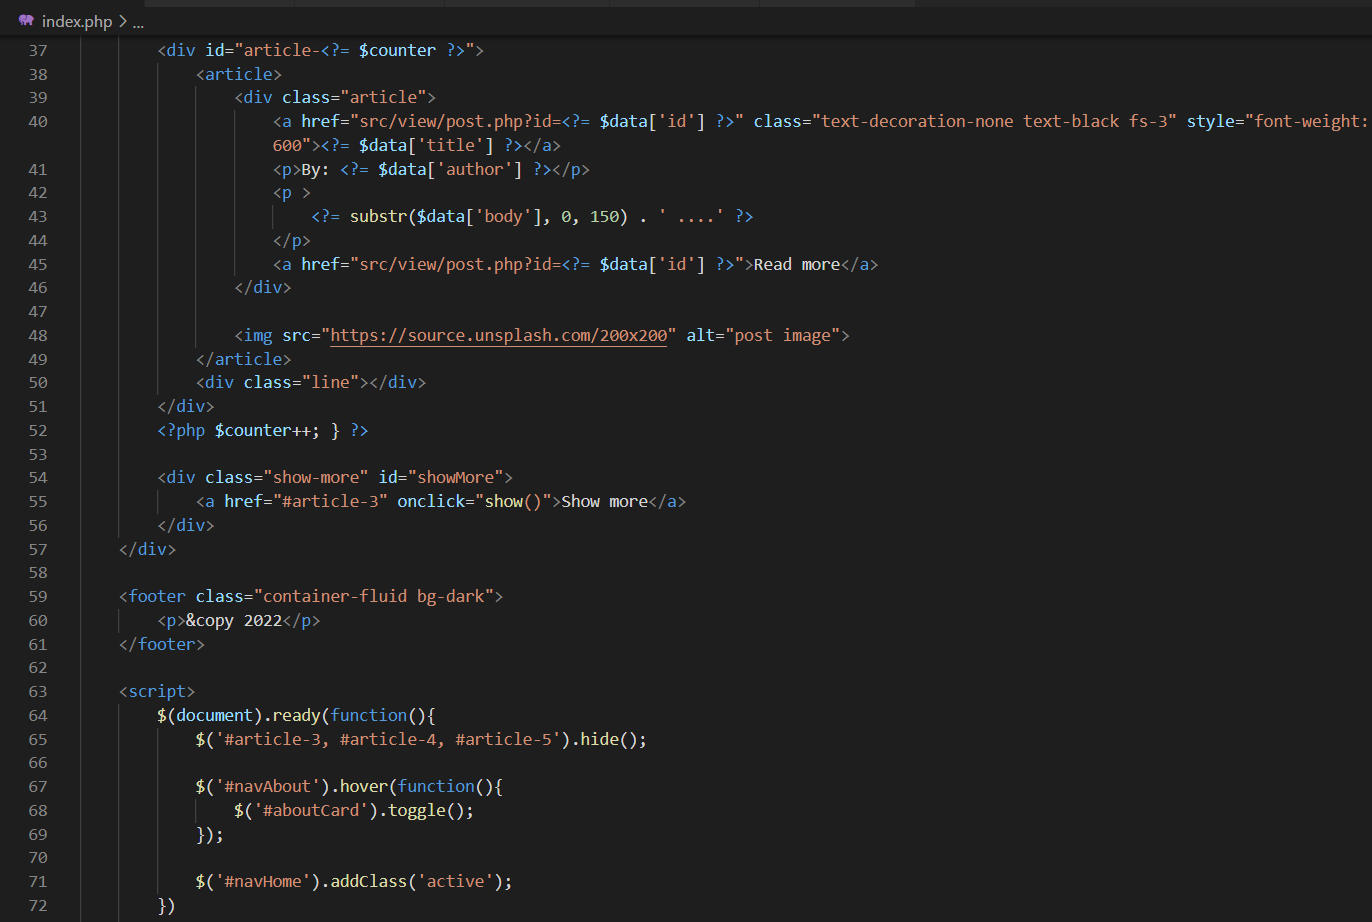 index.php > ...
37 <div id="article-<?= $counter ?>">
38 <article>
39 <div class="article">
40 <a href="src/view/post.php?id=<?= $data['id'] ?>" class="text-decoration-none text-black fs-3" style="font-weight:
600"><?= $data['title'] ?></a>
41 <p>By: <?= $data['author'] ?></p>
42 <p >
43 <?= substr($data['body'], 0, 150) . ' ....' ?>
44 </p>
45 <a href="src/view/post.php?id=<?= $data['id'] ?>">Read more</a>
46 </div>
47
48 <img src="https://source.unsplash.com/200x200" alt="post image">
49 </article>
50 <div class="line"></div>
51 </div>
52 <?php $counter++; } ?>
53
54 <div class="show-more" id="showMore">
55 <a href="#article-3" onclick="show()">Show more</a>
56 </div>
57 </div>
58
59 <footer class="container-fluid bg-dark">
60 <p>&copy 2022</p>
61 </footer>
62
63 <script>
64 $(document).ready(function(){
65 $('#article-3, #article-4, #article-5').hide();
66
67 $('#navAbout').hover(function(){
68 $('#aboutCard').toggle();
69 });
70
71 $('#navHome').addClass('active');
72 })